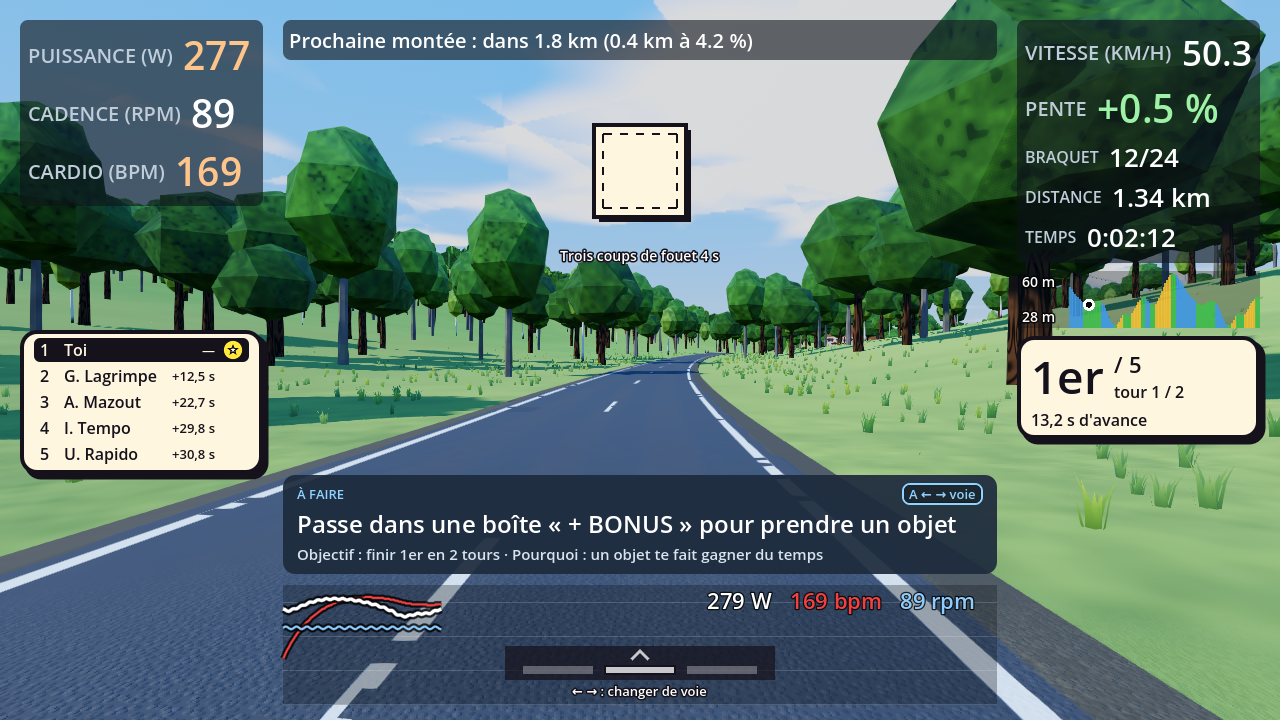 PUISSANCE (W) 277
CADENCE (RPM) 89
CARDIO (BPM) 169
Prochaine montée : dans 1.8 km (0.4 km à 4.2 %)
VITESSE (KM/H) 50.3
PENTE +0.5 %
BRAQUET 12/24
DISTANCE 1.34 km
TEMPS 0:02:12
60 m
28 m
Trois coups de fouet 4 s
1 Toi —
2 G. Lagrimpe +12,5 s
3 A. Mazout +22,7 s
4 I. Tempo +29,8 s
5 U. Rapido +30,8 s
1er / 5
tour 1 / 2
13,2 s d'avance
À FAIRE
A ← → voie
Passe dans une boîte « + BONUS » pour prendre un objet
Objectif : finir 1er en 2 tours · Pourquoi : un objet te fait gagner du temps
279 W 169 bpm 89 rpm
← → : changer de voie